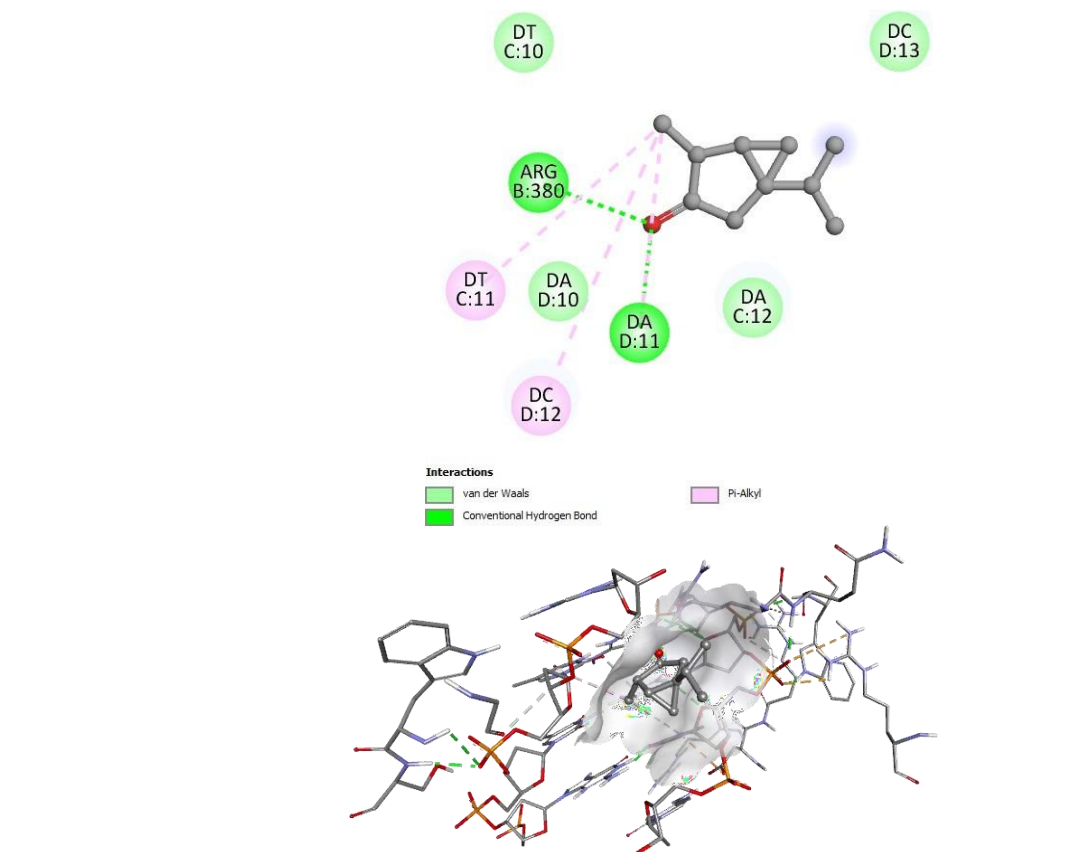 DT
C:10
DC
D:13
ARG
B:380
DT
C:11
DA
D:10
DA
C:12
DA
D:11
DC
D:12
Interactions
van der Waals
Pi-Alkyl
Conventional Hydrogen Bond